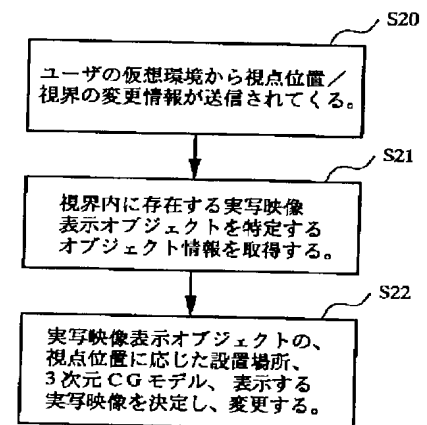 S20
ユーザの仮想環境から視点位置/
視界の変更情報が送信されてくる。
S21
視界内に存在する実写映像
表示オブジェクトを特定する
オブジェクト情報を取得する。
S22
実写映像表示オブジェクトの、
視点位置に応じた設置場所、
3次元CGモデル、表示する
実写映像を決定し、変更する。